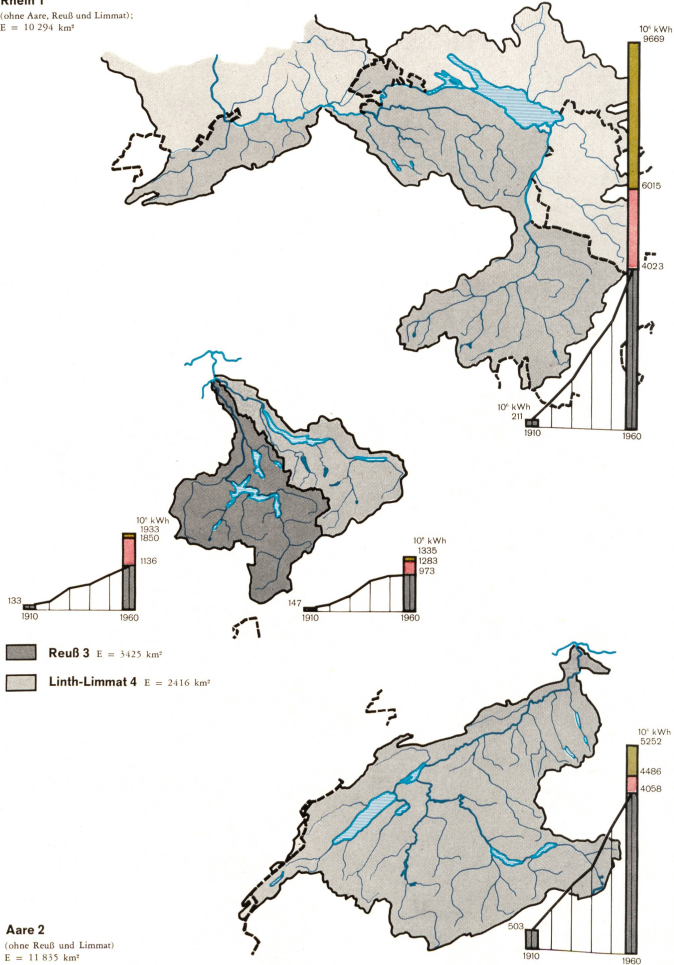 Rhein 1
(ohne Aare, Reuß und Limmat);
E = 10 294 km²
10⁶ kWh
9669
6015
4023
10⁶ kWh
211
1910
1960
10⁶ kWh
1933
1850
1136
133
1910
1960
10⁶ kWh
1335
1283
973
147
1910
1960
Reuß 3 E = 3425 km²
Linth-Limmat 4 E = 2416 km²
10⁶ kWh
5252
4486
4058
503
1910
1960
Aare 2
(ohne Reuß und Limmat)
E = 11 835 km²